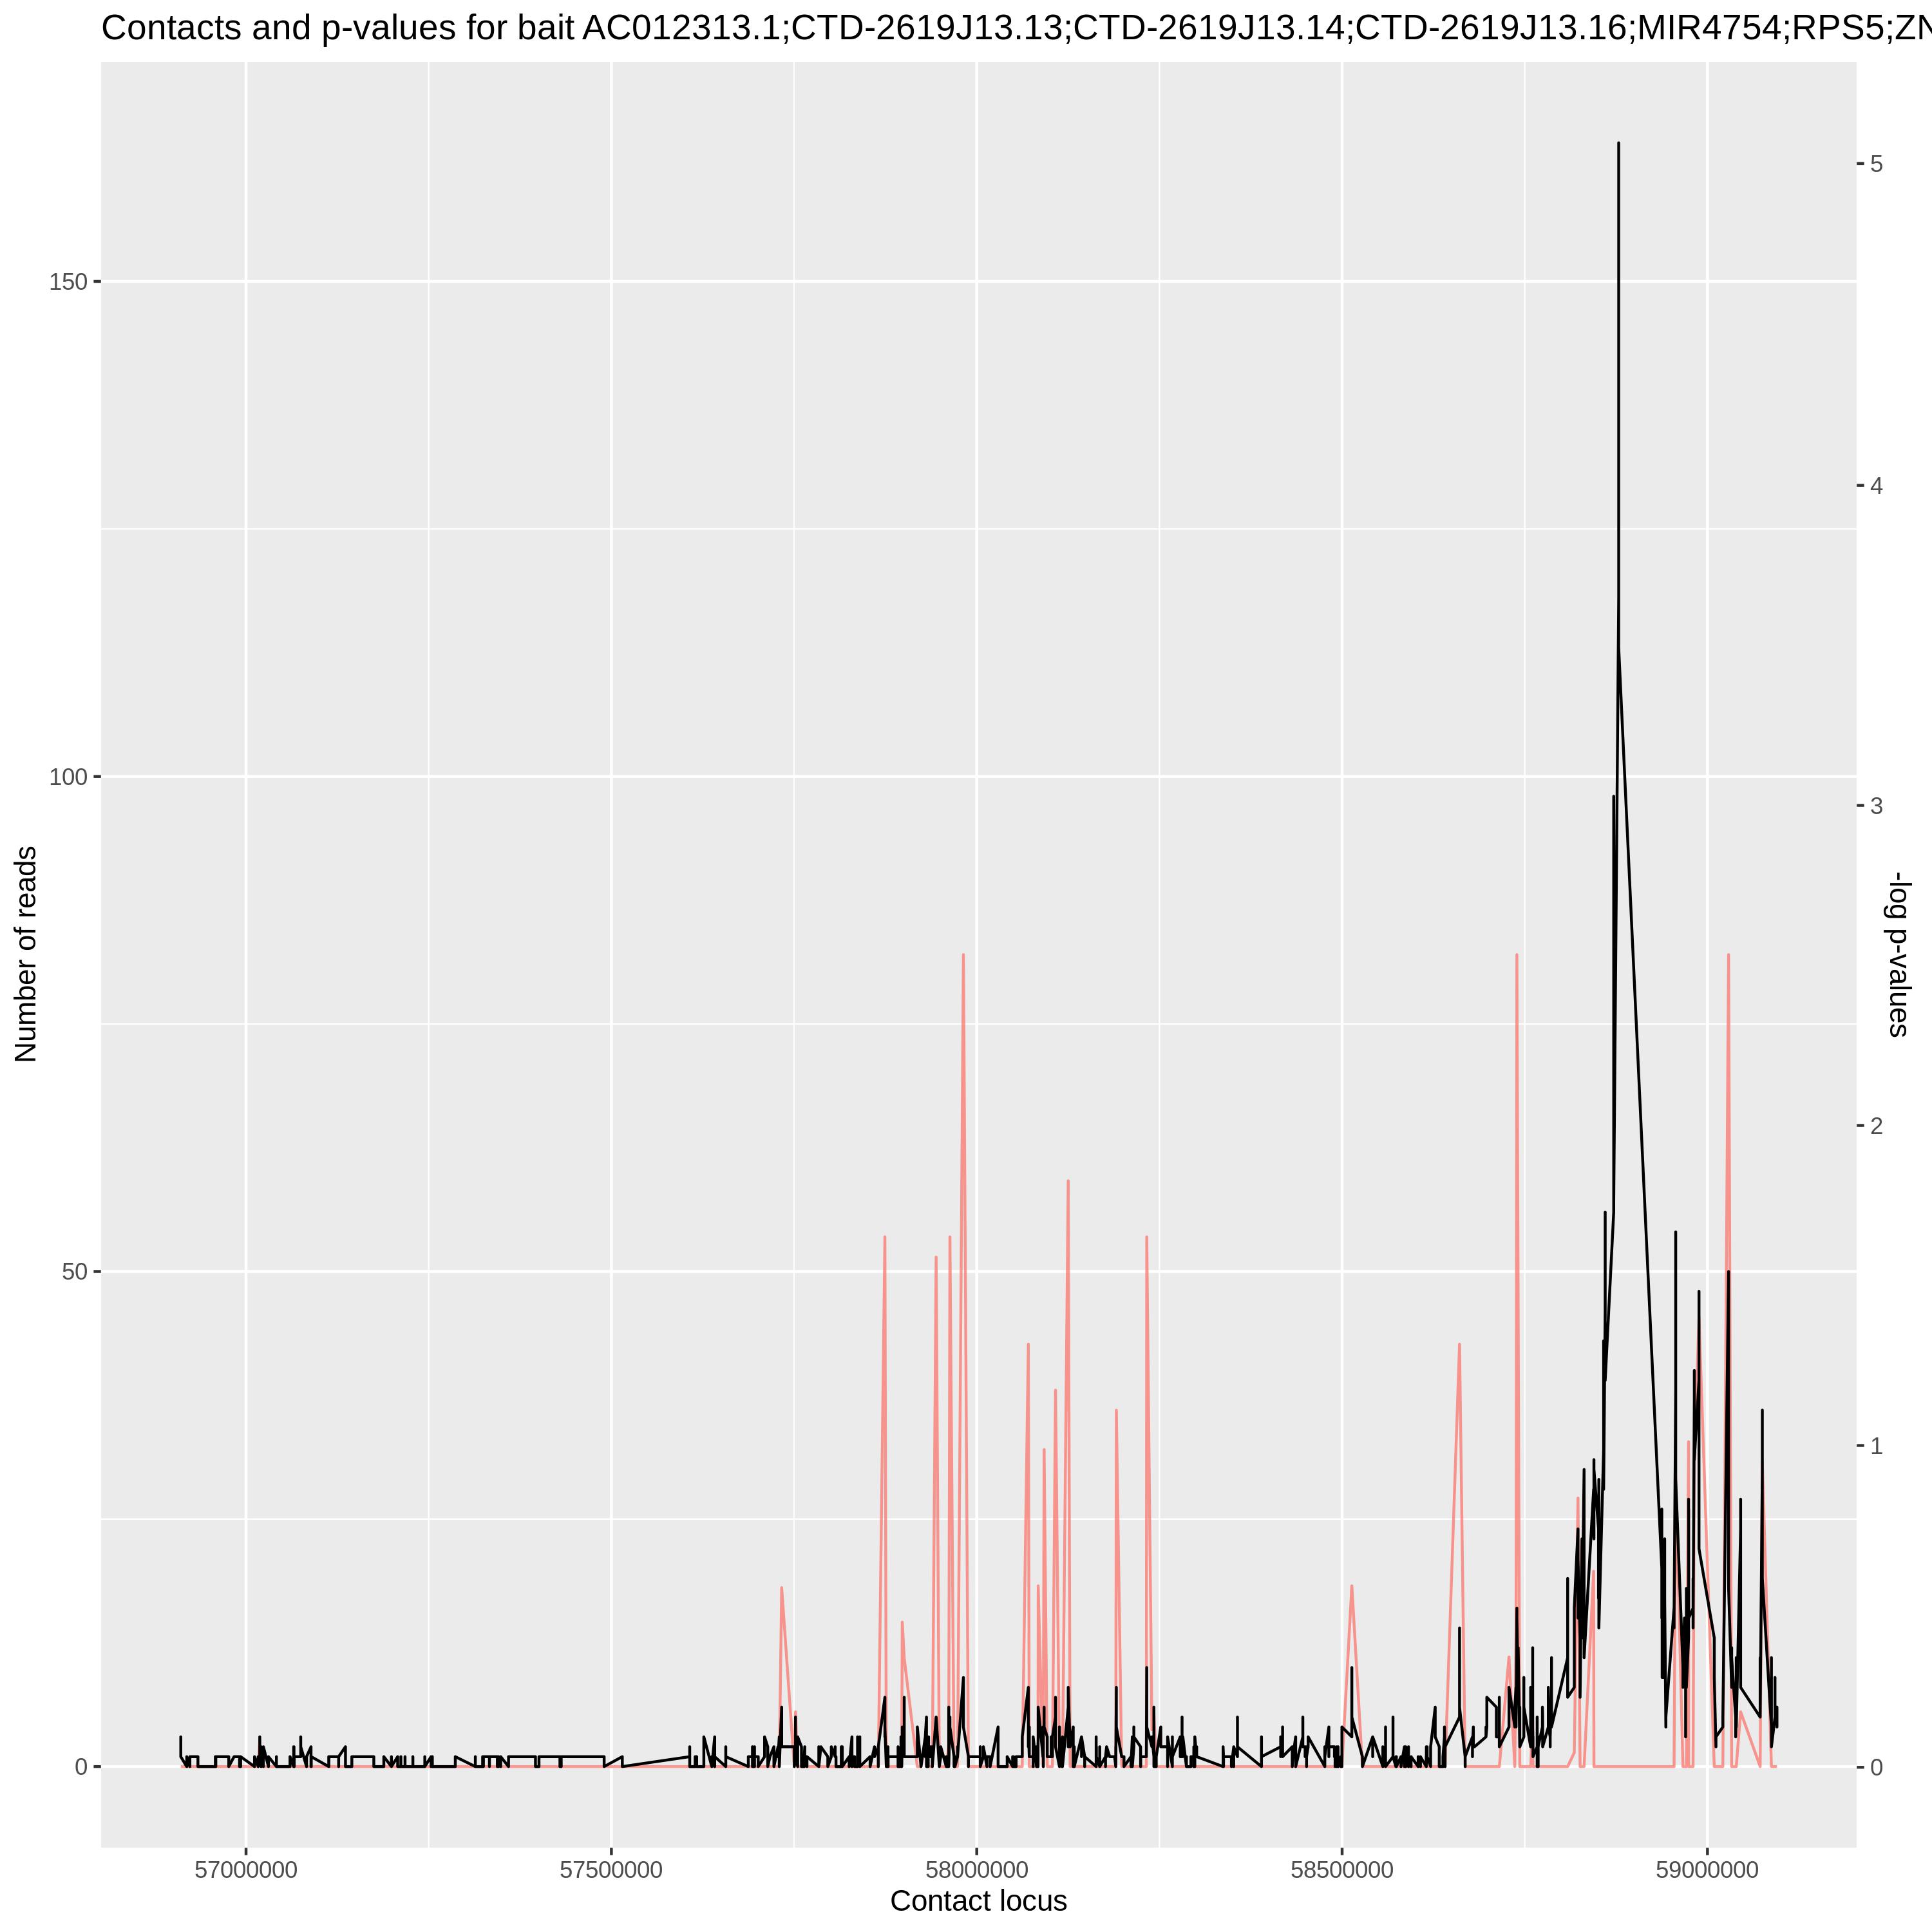 Contacts and p-values for bait AC012313.1;CTD-2619J13.13;CTD-2619J13.14;CTD-2619J13.16;MIR4754;RPS5;ZN
150
100
50
0
Number of reads
5
4
3
2
1
0
-log p-values
57000000 57500000 58000000 58500000 59000000
Contact locus